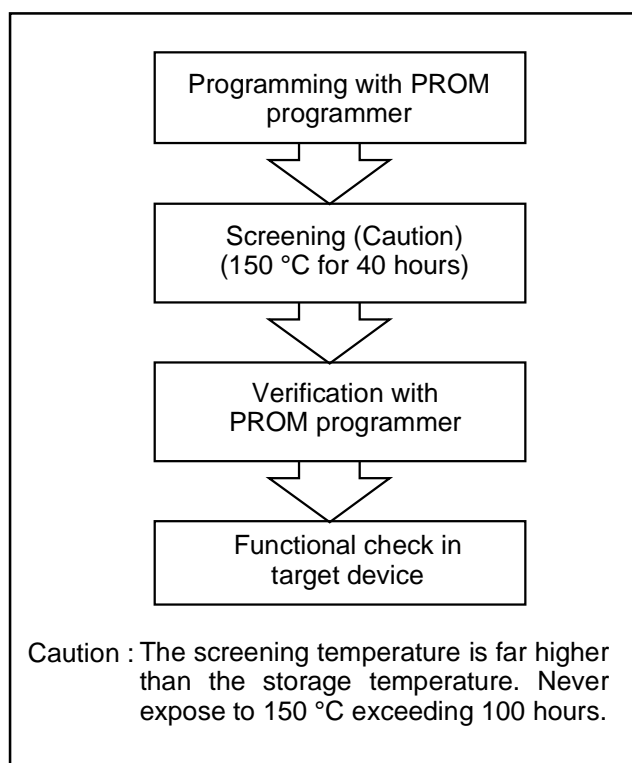 Programming with PROM
programmer
Screening (Caution)
(150 °C for 40 hours)
Verification with
PROM programmer
Functional check in
target device
Caution : The screening temperature is far higher
than the storage temperature. Never
expose to 150 °C exceeding 100 hours.